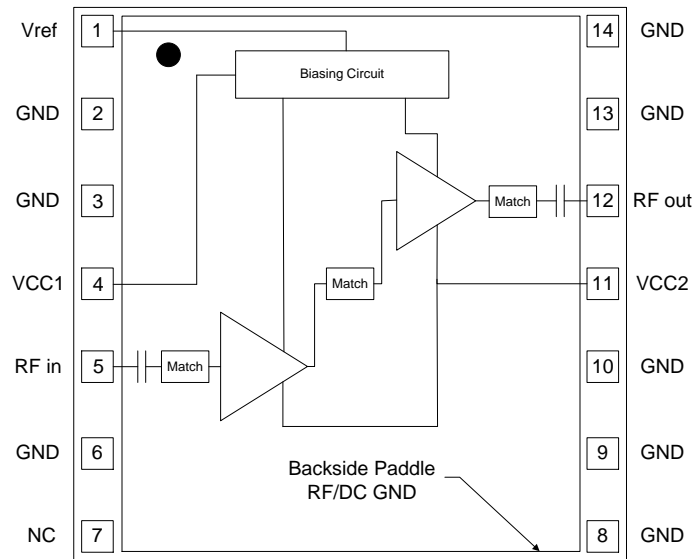 Vref 1 14 GND
Biasing Circuit
GND 2 13 GND
GND 3 Match 12 RF out
VCC1 4 Match 11 VCC2
RF in 5 Match 10 GND
GND 6 9 GND
Backside Paddle
RF/DC GND
NC 7 8 GND